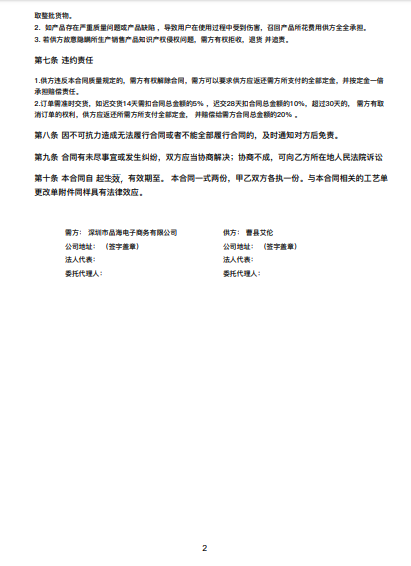 取整批货物。
2．如产品存在严重质量问题或产品缺陷 ，导致用户在使用过程中受到伤害，召回产品所花费用供方全全承担。
3. 若供方故意隐瞒所生产销售产品知识产权侵权问题，需方有权拒收，退货 并追责。
第七条 违约责任
1.供方违反本合同质量规定的，需方有权解除合同，需方可以要求供方应返还需方所支付的全部定金，并按定金一倍
承担赔偿责任。
2.订单需准时交货，如迟交货14天需扣合同总金额的5% ，迟交28天扣合同总金额的10%，超过30天的， 需方有取
消订单的权利，供方应返还所需方所支付全部定金， 并赔偿给需方合同总金额的20% 。
第八条 因不可抗力造成无法履行合同或者不能全部履行合同的，及时通知对方后免责。
第九条 合同有未尽事宜或发生纠纷，双方应当协商解决；协商不成，可向乙方所在地人民法院诉讼
第十条 本合同自 起生效，有效期至。 本合同一式两份，甲乙双方各执一份。与本合同相关的工艺单
更改单附件同样具有法律效应。
需方： 深圳市品海电子商务有限公司 供方： 曹县艾伦
公司地址： （签字盖章） 公司地址： （签字盖章）
法人代表： 法人代表：
委托代理人： 委托代理人：
2